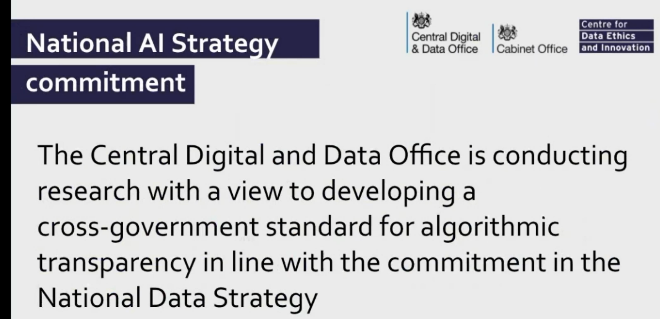 National AI Strategy
commitment
Central Digital
& Data Office
Cabinet Office
Centre for
Data Ethics
and Innovation
The Central Digital and Data Office is conducting
research with a view to developing a
cross-government standard for algorithmic
transparency in line with the commitment in the
National Data Strategy